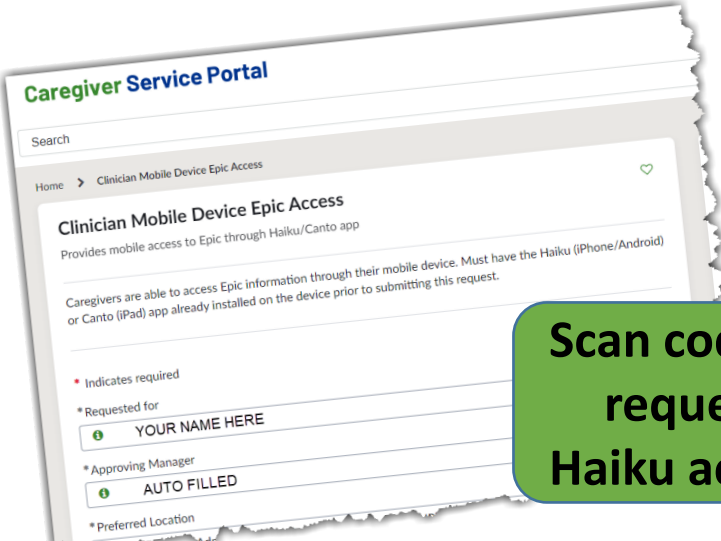 Caregiver Service Portal
Search
Home > Clinician Mobile Device Epic Access
Clinician Mobile Device Epic Access
Provides mobile access to Epic through Haiku/Canto app
Caregivers are able to access Epic information through their mobile device. Must have the Haiku (iPhone/Android)
or Canto (iPad) app already installed on the device prior to submitting this request.
* Indicates required
* Requested for
YOUR NAME HERE
* Approving Manager
AUTO FILLED
* Preferred Location
Scan
Haiku